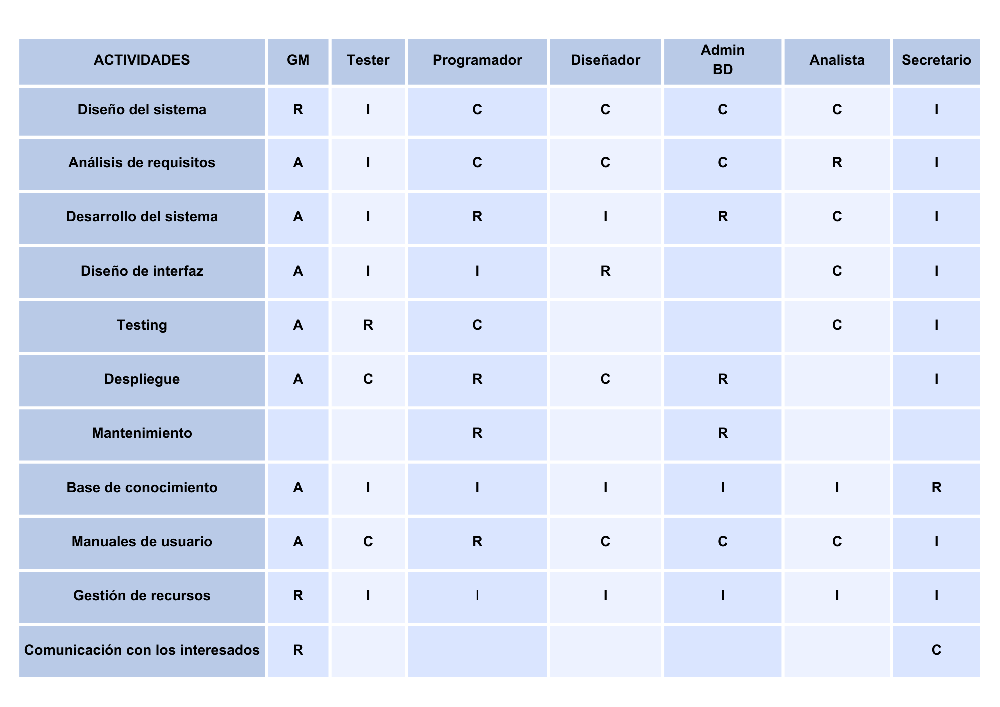 ACTIVIDADES GM Tester Programador Diseñador Admin BD Analista Secretario
Diseño del sistema R I C C C C I
Análisis de requisitos A I C C C R I
Desarrollo del sistema A I R I R C I
Diseño de interfaz A I I R C I
Testing A R C C I
Despliegue A C R C R I
Mantenimiento R R
Base de conocimiento A I I I I I R
Manuales de usuario A C R C C C I
Gestión de recursos R I I I I I I
Comunicación con los interesados R C